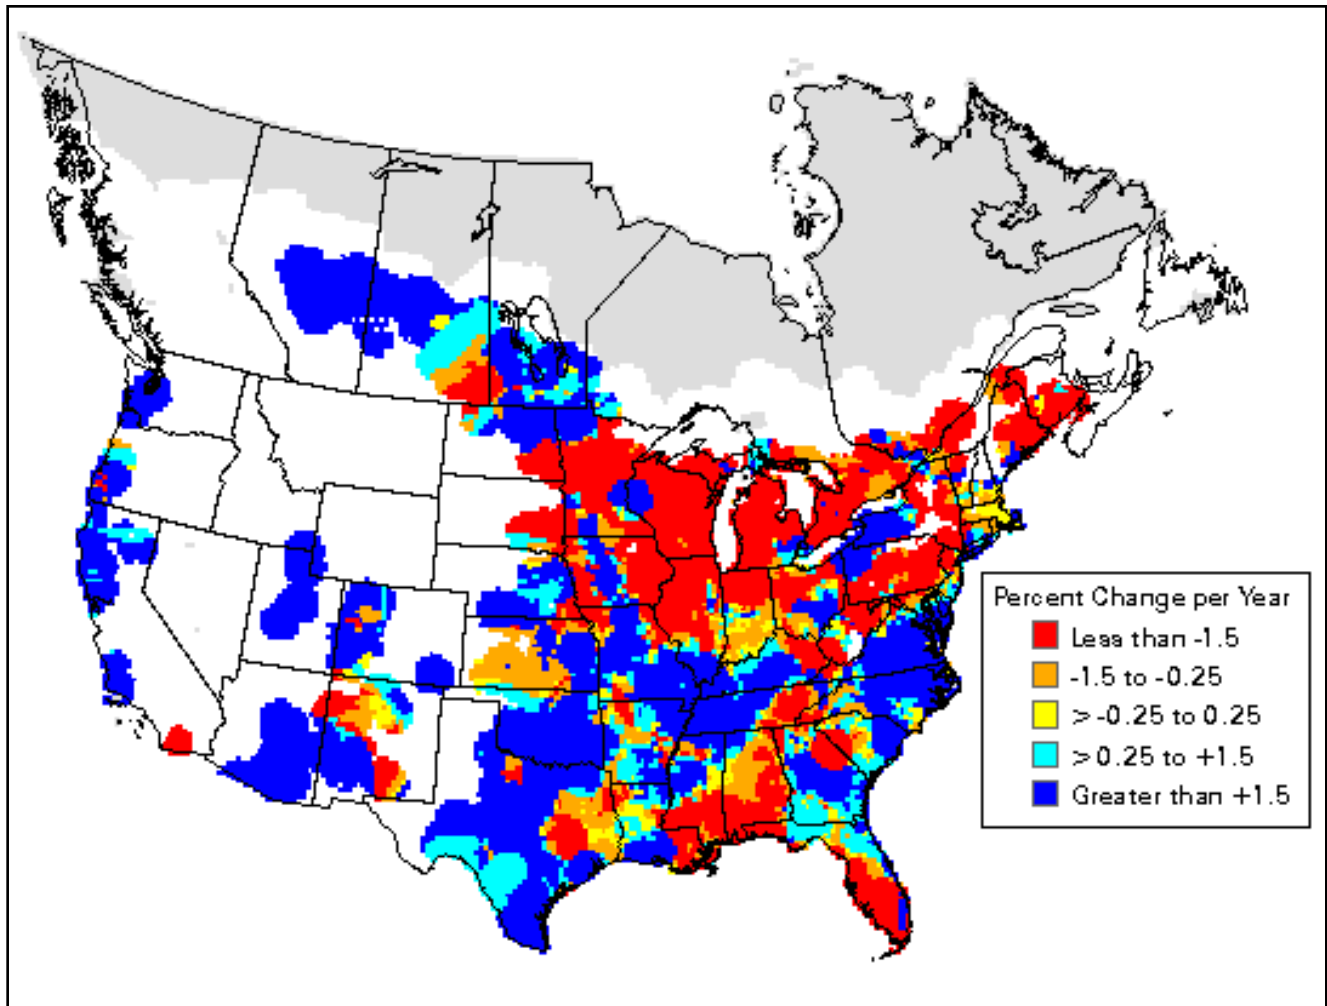 Percent Change per Year
Less than -1.5
-1.5 to -0.25
> -0.25 to 0.25
> 0.25 to +1.5
Greater than +1.5